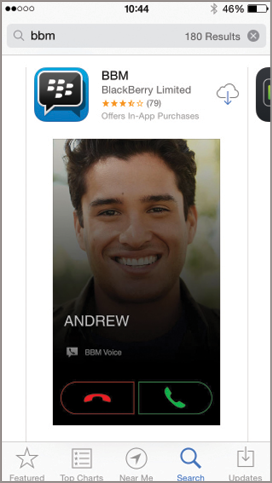 10:44
46%
bbm
180 Results
BBM
BlackBerry Limited
(79)
Offers In-App Purchases
ANDREW
BBM Voice
Featured
Top Charts
Near Me
Search
Updates